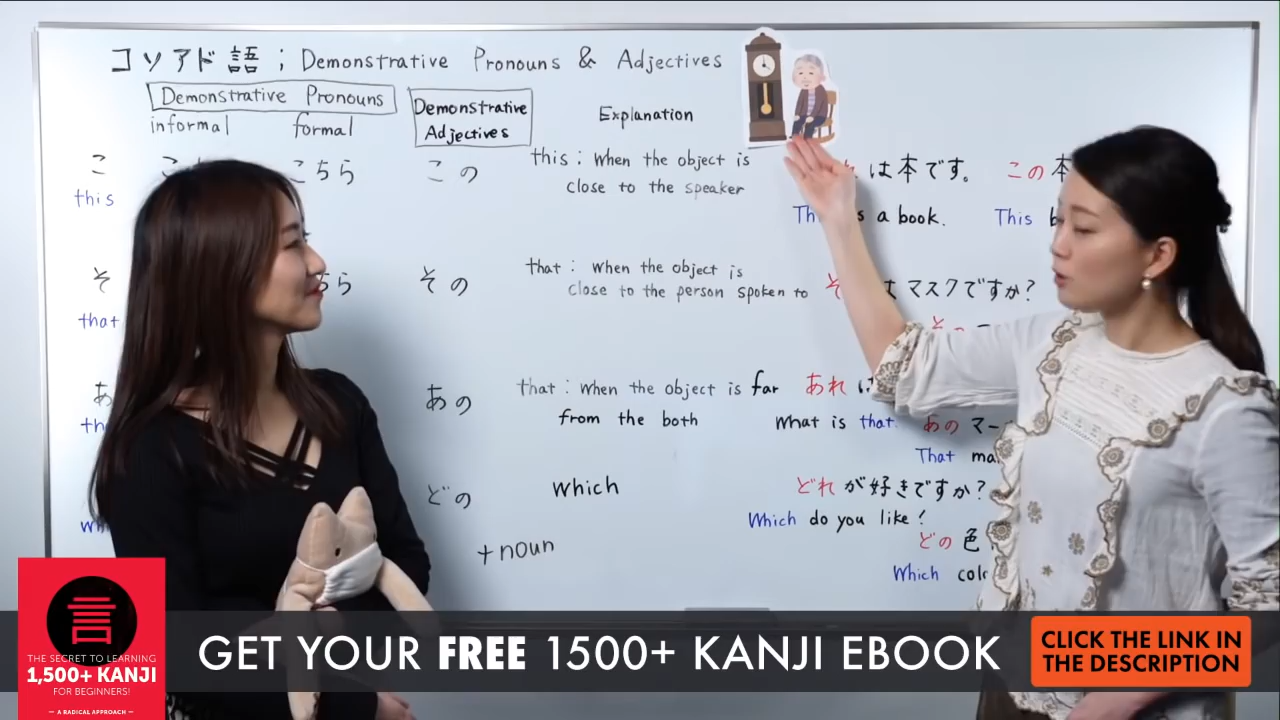 コソアド語 ; Demonstrative Pronouns & Adjectives
Demonstrative Pronouns
informal formal
Demonstrative
Adjectives
Explanation
こ こちら この
this
this : When the object is
close to the speaker
は本です。 この本
is a book. This
そ その
that
that : When the object is
close to the person spoken to
マスクですか?
あ あの
that : When the object is far
from the both
あれ
What is that
あの マー
That
どの which
どれ が好きですか?
Which do you like !
どの 色
Which
+ noun
THE SECRET TO LEARNING
1,500+ KANJI
FOR BEGINNERS!
— A RADICAL APPROACH —
言
GET YOUR FREE 1500+ KANJI EBOOK
CLICK THE LINK IN
THE DESCRIPTION